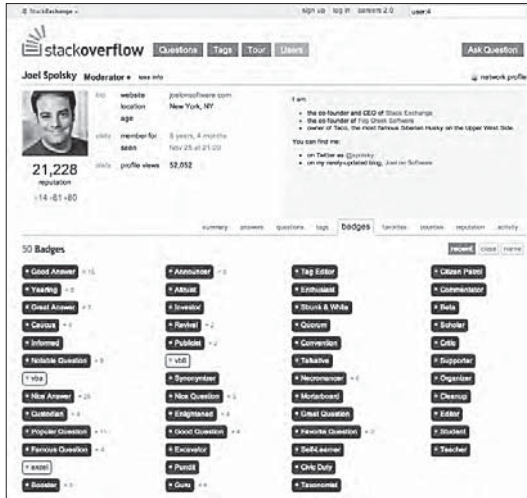 StackExchange
sign up log in careers 2.0
stackoverflow Questions Tags Tour Users Ask Question
Joel Spolsky Moderator network profile
bio website joelonsoftware.com
location New York, NY
age
member for 5 years, 4 months
seen Nov 25 at 21:20
stats profile views 52,052
21,228
reputation
I am:
the co-founder and CEO of Stack Exchange
the co-founder of Fog Creek Software
owner of Taco, the most famous Siberian Husky on the Upper West Side.
You can find me:
on Twitter as @spolsky
on my newly-updated blog, Joel on Software
summary answers questions tags badges favorites bounties reputation activity
50 Badges recent class name
Good Answer
Yearling
Great Answer
Caucus
Informed
Notable Question
vba
Nice Answer
Custodian
Popular Question
Famous Question
excel
Booster
Announcer
Altruist
Investor
Revival
Publicist
vb6
Synonymizer
Nice Question
Enlightened
Good Question
Excavator
Pundit
Guru
Tag Editor
Enthusiast
Strunk & White
Quorum
Convention
Talkative
Necromancer
Mortarboard
Great Question
Favorite Question
Self-Learner
Civic Duty
Taxonomist
Citizen Patrol
Commentator
Beta
Scholar
Critic
Supporter
Organizer
Cleanup
Editor
Student
Teacher